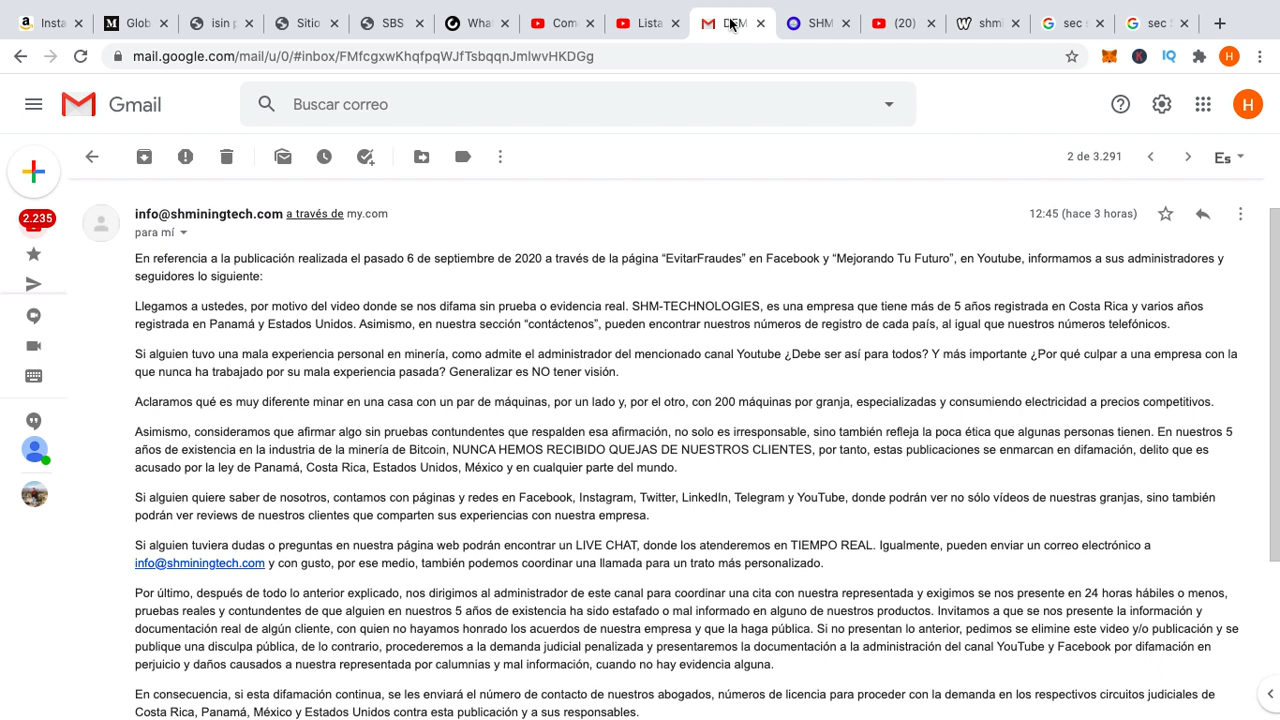 Insta
Glob
isin p
Sitio
SBS
Wha
Com
Lista
DEM
SHM
(20)
shmi
sec s
sec
mail.google.com/mail/u/0/#inbox/FMfcgxwKhqfpqWJfTsbqqnJmlwvHKDGg
Gmail
Buscar correo
H
2 de 3.291
Es
2.235
info@shminingtech.com a través de my.com
12:45 (hace 3 horas)
para mí
En referencia a la publicación realizada el pasado 6 de septiembre de 2020 a través de la página “EvitarFraudes” en Facebook y “Mejorando Tu Futuro”, en Youtube, informamos a sus administradores y
seguidores lo siguiente:
Llegamos a ustedes, por motivo del video donde se nos difama sin prueba o evidencia real. SHM-TECHNOLOGIES, es una empresa que tiene más de 5 años registrada en Costa Rica y varios años
registrada en Panamá y Estados Unidos. Asimismo, en nuestra sección “contáctenos”, pueden encontrar nuestros números de registro de cada país, al igual que nuestros números telefónicos.
Si alguien tuvo una mala experiencia personal en minería, como admite el administrador del mencionado canal Youtube ¿Debe ser así para todos? Y más importante ¿Por qué culpar a una empresa con la
que nunca ha trabajado por su mala experiencia pasada? Generalizar es NO tener visión.
Aclaramos qué es muy diferente minar en una casa con un par de máquinas, por un lado y, por el otro, con 200 máquinas por granja, especializadas y consumiendo electricidad a precios competitivos.
Asimismo, consideramos que afirmar algo sin pruebas contundentes que respalden esa afirmación, no solo es irresponsable, sino también refleja la poca ética que algunas personas tienen. En nuestros 5
años de existencia en la industria de la minería de Bitcoin, NUNCA HEMOS RECIBIDO QUEJAS DE NUESTROS CLIENTES, por tanto, estas publicaciones se enmarcan en difamación, delito que es
acusado por la ley de Panamá, Costa Rica, Estados Unidos, México y en cualquier parte del mundo.
Si alguien quiere saber de nosotros, contamos con páginas y redes en Facebook, Instagram, Twitter, LinkedIn, Telegram y YouTube, donde podrán ver no sólo vídeos de nuestras granjas, sino también
podrán ver reviews de nuestros clientes que comparten sus experiencias con nuestra empresa.
Si alguien tuviera dudas o preguntas en nuestra página web podrán encontrar un LIVE CHAT, donde los atenderemos en TIEMPO REAL. Igualmente, pueden enviar un correo electrónico a
info@shminingtech.com y con gusto, por ese medio, también podemos coordinar una llamada para un trato más personalizado.
Por último, después de todo lo anterior explicado, nos dirigimos al administrador de este canal para coordinar una cita con nuestra representada y exigimos se nos presente en 24 horas hábiles o menos,
pruebas reales y contundentes de que alguien en nuestros 5 años de existencia ha sido estafado o mal informado en alguno de nuestros productos. Invitamos a que se nos presente la información y
documentación real de algún cliente, con quien no hayamos honrado los acuerdos de nuestra empresa y que la haga pública. Si no presentan lo anterior, pedimos se elimine este video y/o publicación y se
publique una disculpa pública, de lo contrario, procederemos a la demanda judicial penalizada y presentaremos la documentación a la administración del canal YouTube y Facebook por difamación en
perjuicio y daños causados a nuestra representada por calumnias y mal información, cuando no hay evidencia alguna.
En consecuencia, si esta difamación continua, se les enviará el número de contacto de nuestros abogados, números de licencia para proceder con la demanda en los respectivos circuitos judiciales de
Costa Rica, Panamá, México y Estados Unidos contra esta publicación y a sus responsables.